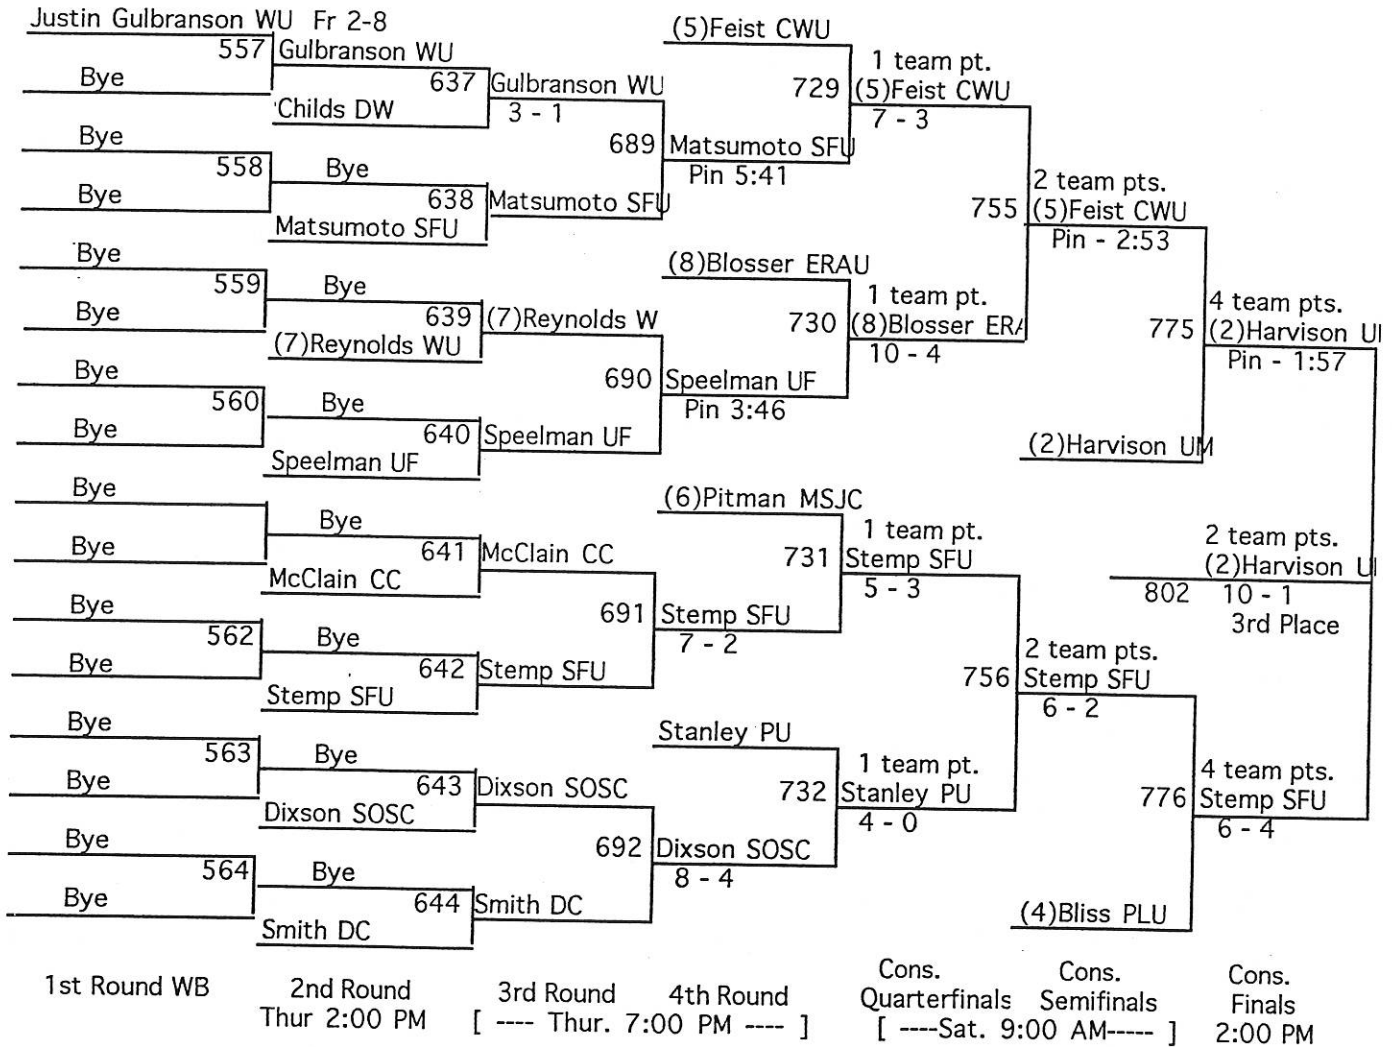 Justin Gulbranson WU Fr 2-8
557
Bye
Gulbranson WU
637
Childs DW
Gulbranson WU
3 - 1
Bye
558
Bye
Bye
638
Matsumoto SFU
Matsumoto SFU
689
Matsumoto SFU
Pin 5:41
(5)Feist CWU
729
1 team pt.
(5)Feist CWU
7 - 3
Bye
559
Bye
Bye
639
(7)Reynolds WU
(7)Reynolds W
Bye
560
Bye
Bye
640
Speelman UF
Speelman UF
690
Speelman UF
Pin 3:46
(8)Blosser ERAU
730
1 team pt.
(8)Blosser ERA
10 - 4
755
2 team pts.
(5)Feist CWU
Pin - 2:53
(2)Harvison UM
775
4 team pts.
(2)Harvison U
Pin - 1:57
Bye
Bye
Bye
641
McClain CC
McClain CC
Bye
562
Bye
Bye
642
Stemp SFU
Stemp SFU
691
Stemp SFU
7 - 2
(6)Pitman MSJC
731
1 team pt.
Stemp SFU
5 - 3
Bye
563
Bye
Bye
643
Dixson SOSC
Dixson SOSC
Bye
564
Bye
Bye
644
Smith DC
Smith DC
692
Dixson SOSC
8 - 4
Stanley PU
732
1 team pt.
Stanley PU
4 - 0
756
2 team pts.
Stemp SFU
6 - 2
(4)Bliss PLU
776
4 team pts.
Stemp SFU
6 - 4
2 team pts.
(2)Harvison U
802
10 - 1
3rd Place
1st Round WB
2nd Round
Thur 2:00 PM
3rd Round 4th Round
[ ---- Thur. 7:00 PM ---- ]
Cons.
Quarterfinals
Cons.
Semifinals
[ ----Sat. 9:00 AM----- ]
Cons.
Finals
2:00 PM